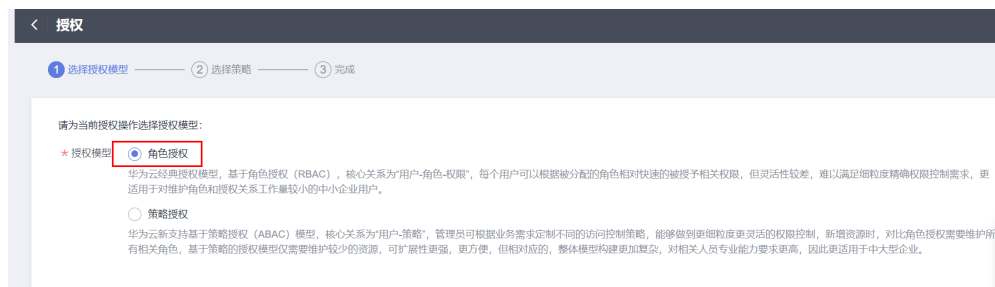 授权
1 选择授权模型 2 选择策略 3 完成
请为当前授权操作选择授权模型：
* 授权模型 角色授权
华为云经典授权模型，基于角色授权（RBAC），核心关系为"用户-角色-权限"，每个用户可以根据被分配的角色相对快速的被授予相关权限，但灵活性较差，难以满足细粒度精确权限控制需求，更
适用于对维护角色和授权关系工作量较小的中小企业用户。
策略授权
华为云新支持基于策略授权（ABAC）模型，核心关系为"用户-策略"，管理员可根据业务需求定制不同的访问控制策略，能够做到更细粒度更灵活的权限控制，新增资源时，对比角色授权需要维护所
有相关角色，基于策略的授权模型仅需要维护较少的资源，可扩展性更强，更方便，但相对应的，整体模型构建更加复杂，对相关人员专业能力要求更高，因此更适用于中大型企业。